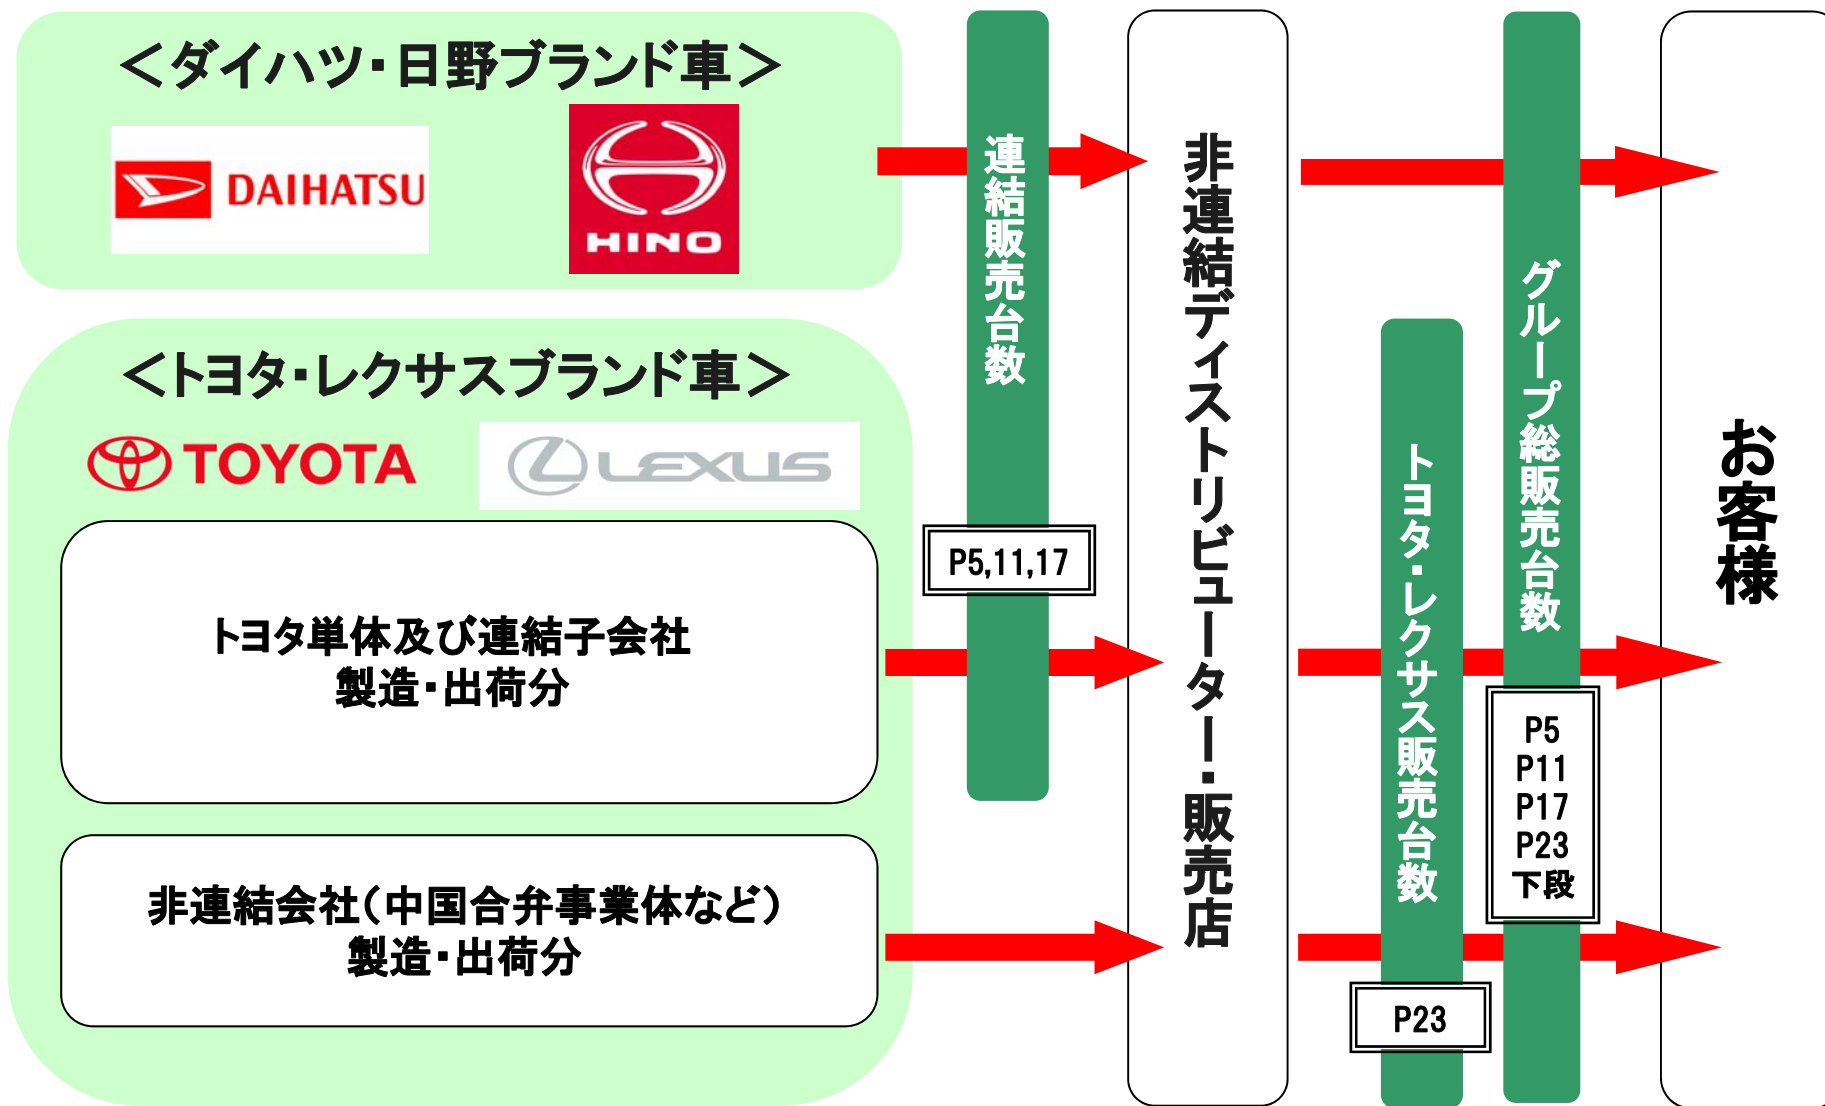 ＜ダイハツ・日野ブランド車＞
DAIHATSU
HINO
＜トヨタ・レクサスブランド車＞
TOYOTA
LEXUS
トヨタ単体及び連結子会社
製造・出荷分
非連結会社（中国合弁事業体など）
製造・出荷分
連結販売台数
P5,11,17
非連結ディストリビューター・販売店
トヨタ・レクサス販売台数
P23
グループ総販売台数
P5
P11
P17
P23
下段
お客様